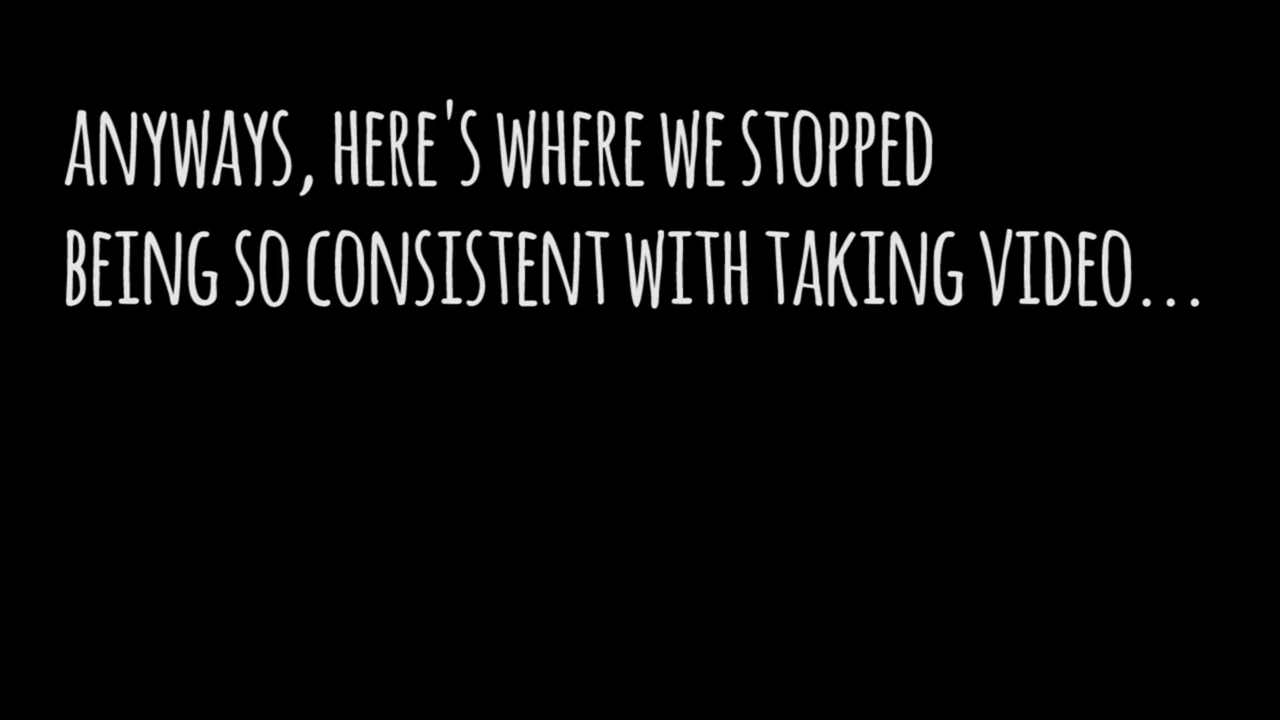 ANYWAYS, HERE'S WHERE WE STOPPED
BEING SO CONSISTENT WITH TAKING VIDEO...